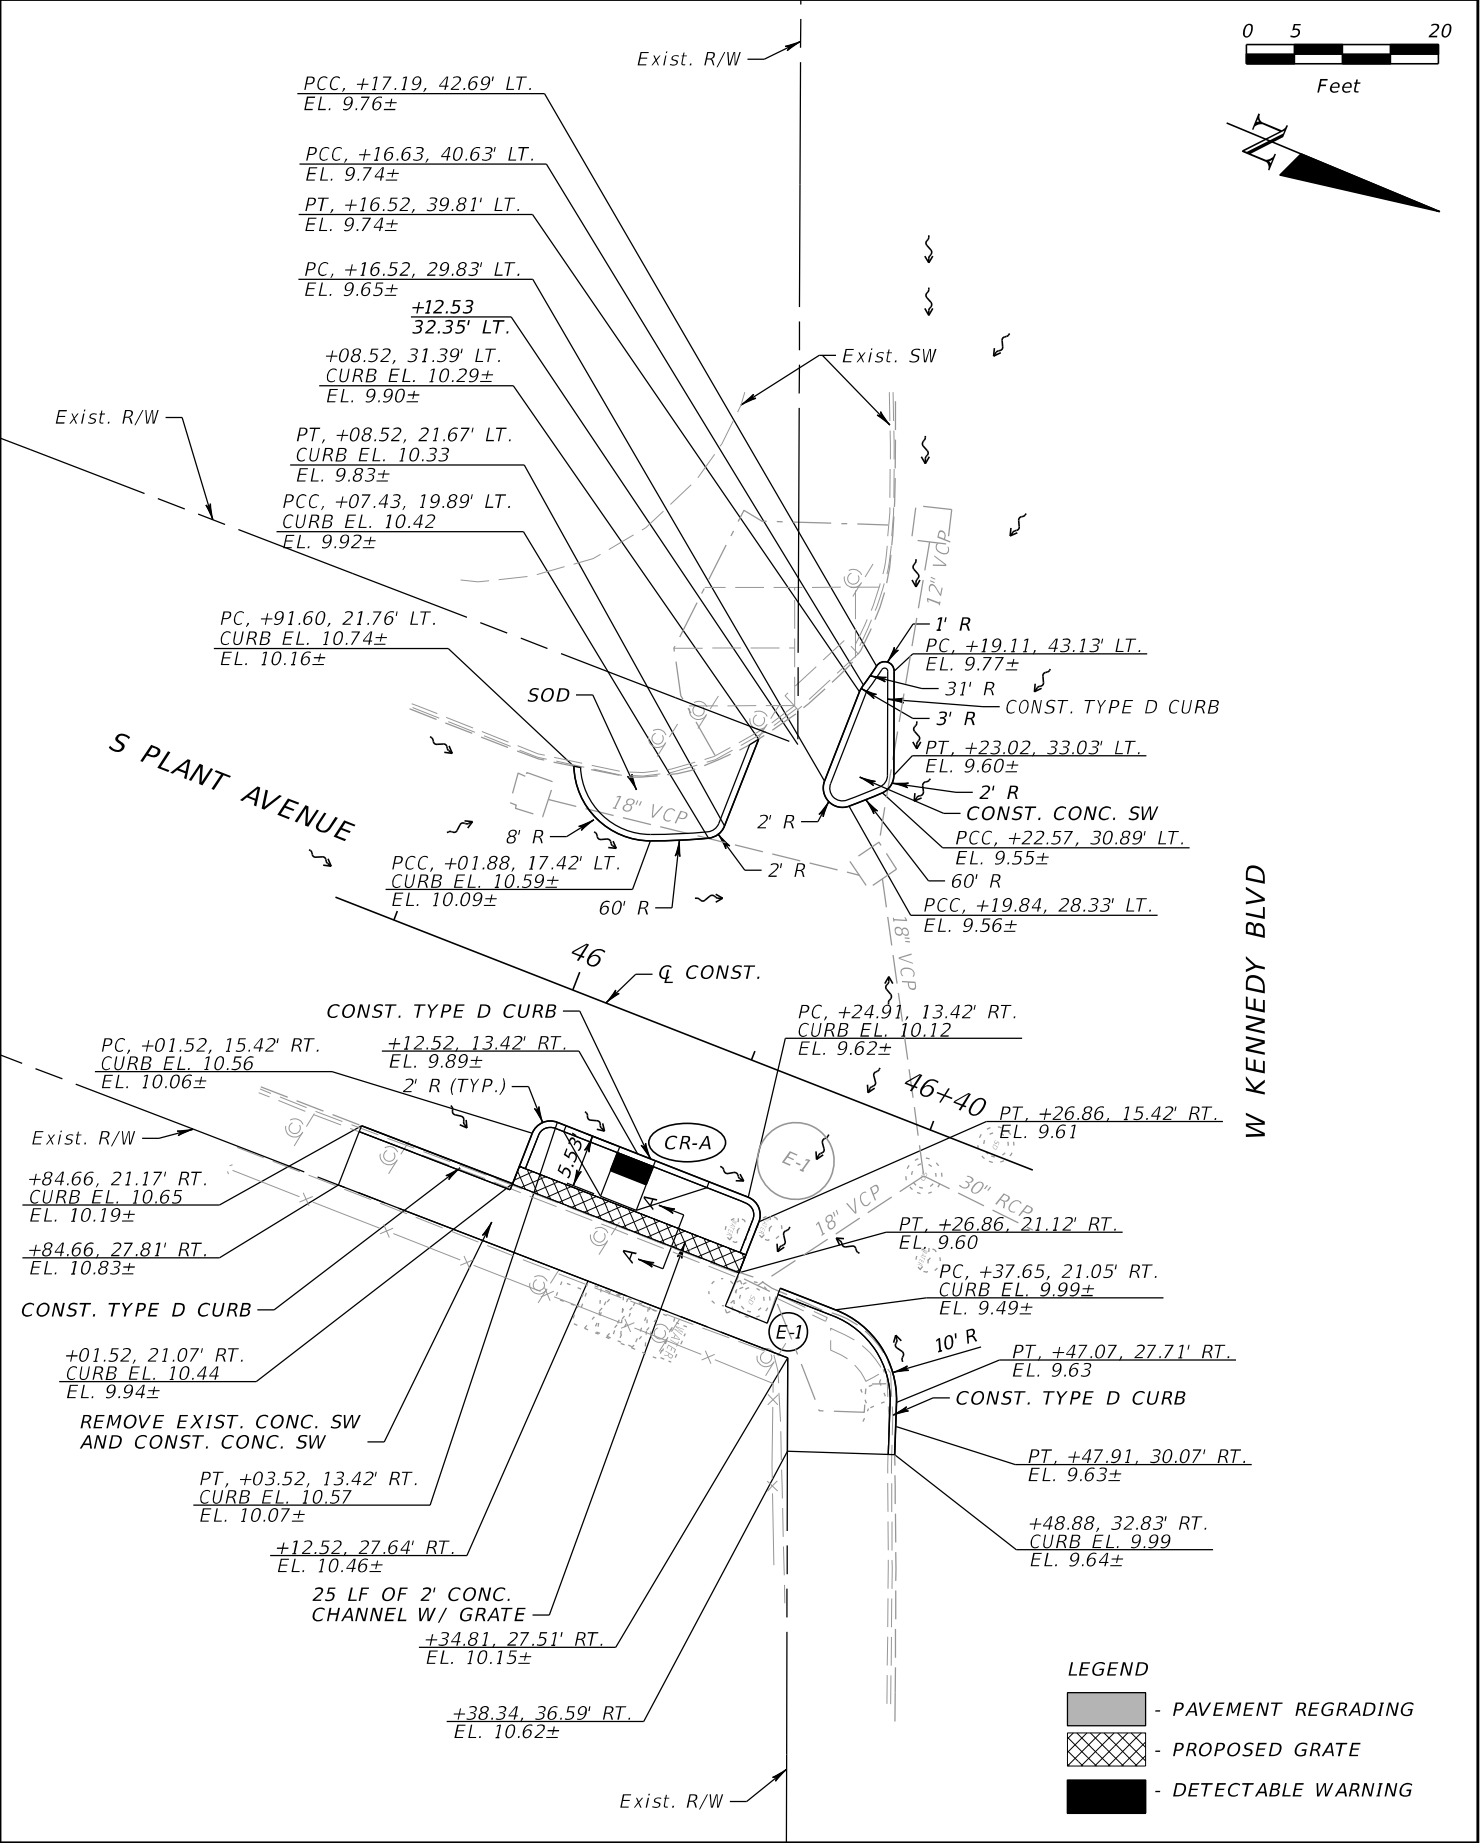 0 5 20
Feet
N
Exist. R/W
PCC, +17.19, 42.69' LT.
EL. 9.76±
PCC, +16.63, 40.63' LT.
EL. 9.74±
PT, +16.52, 39.81' LT.
EL. 9.74±
PC, +16.52, 29.83' LT.
EL. 9.65±
+12.53
32.35' LT.
+08.52, 31.39' LT.
CURB EL. 10.29±
EL. 9.90±
Exist. SW
Exist. R/W
PT, +08.52, 21.67' LT.
CURB EL. 10.33
EL. 9.83±
PCC, +07.43, 19.89' LT.
CURB EL. 10.42
EL. 9.92±
12" VCP
PC, +91.60, 21.76' LT.
CURB EL. 10.74±
EL. 10.16±
1' R
PC, +19.11, 43.13' LT.
EL. 9.77±
31' R
SOD
CONST. TYPE D CURB
3' R
S PLANT AVENUE
PT, +23.02, 33.03' LT.
EL. 9.60±
2' R
18" VCP
CONST. CONC. SW
2' R
8' R
PCC, +22.57, 30.89' LT.
EL. 9.55±
PCC, +01.88, 17.42' LT.
CURB EL. 10.59±
EL. 10.09±
2' R
60' R
60' R
PCC, +19.84, 28.33' LT.
EL. 9.56±
18" VCP
W KENNEDY BLVD
46
℄ CONST.
CONST. TYPE D CURB
PC, +24.91, 13.42' RT.
CURB EL. 10.12
EL. 9.62±
PC, +01.52, 15.42' RT.
CURB EL. 10.56
EL. 10.06±
+12.52, 13.42' RT.
EL. 9.89±
2' R (TYP.)
46+40
PT, +26.86, 15.42' RT.
EL. 9.61
Exist. R/W
CR-A
5.53'
E-1
+84.66, 21.17' RT.
CURB EL. 10.65
EL. 10.19±
A
18" VCP
30" RCP
PT, +26.86, 21.12' RT.
EL. 9.60
+84.66, 27.81' RT.
EL. 10.83±
A
PC, +37.65, 21.05' RT.
CURB EL. 9.99±
EL. 9.49±
CONST. TYPE D CURB
E-1
10' R
WATER
PT, +47.07, 27.71' RT.
EL. 9.63
+01.52, 21.07' RT.
CURB EL. 10.44
EL. 9.94±
CONST. TYPE D CURB
REMOVE EXIST. CONC. SW
AND CONST. CONC. SW
PT, +47.91, 30.07' RT.
EL. 9.63±
PT, +03.52, 13.42' RT.
CURB EL. 10.57
EL. 10.07±
+48.88, 32.83' RT.
CURB EL. 9.99
EL. 9.64±
+12.52, 27.64' RT.
EL. 10.46±
25 LF OF 2' CONC.
CHANNEL W/ GRATE
+34.81, 27.51' RT.
EL. 10.15±
+38.34, 36.59' RT.
EL. 10.62±
Exist. R/W
LEGEND
- PAVEMENT REGRADING
- PROPOSED GRATE
- DETECTABLE WARNING